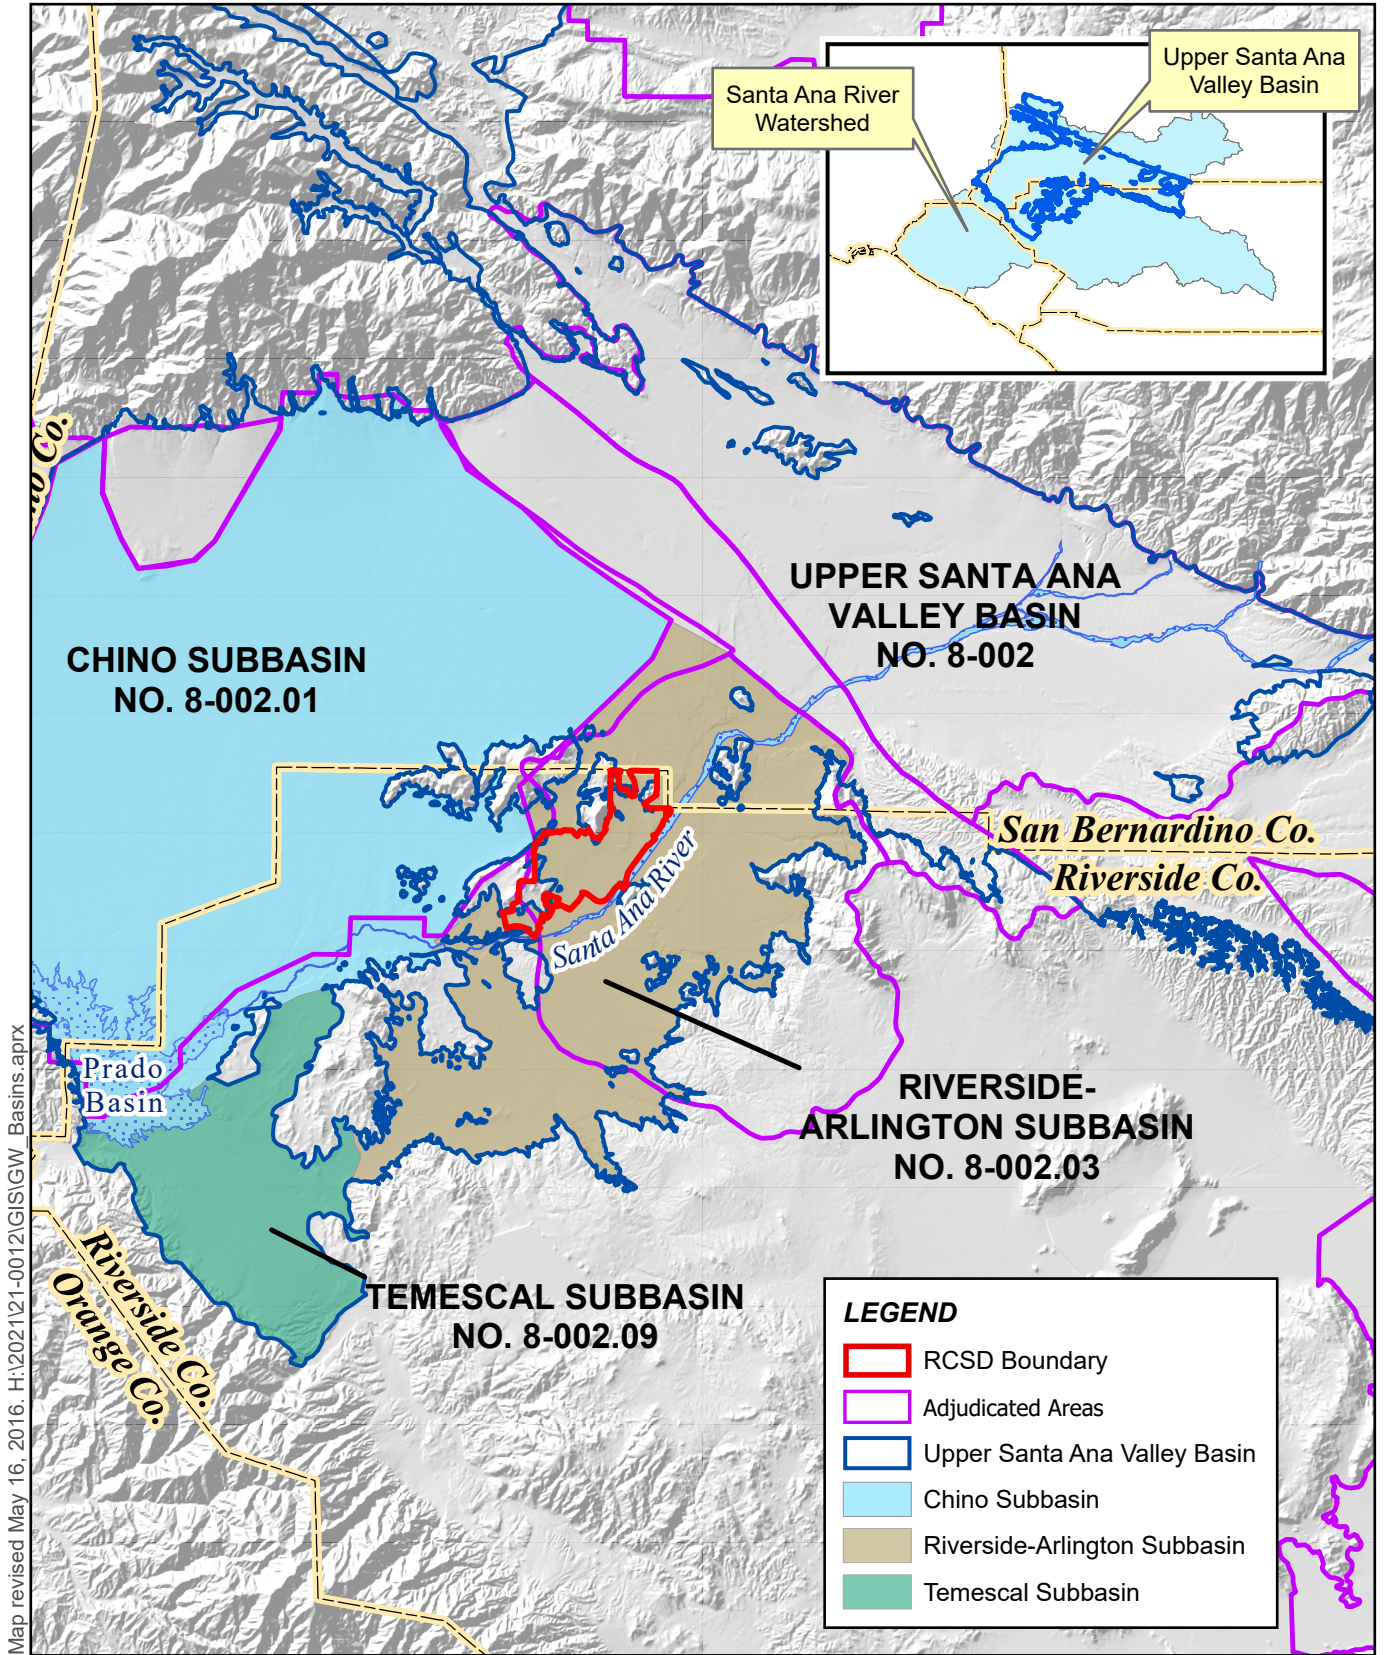 Santa Ana River
Watershed
Upper Santa Ana
Valley Basin
no Co.
UPPER SANTA ANA
VALLEY BASIN
NO. 8-002
CHINO SUBBASIN
NO. 8-002.01
San Bernardino Co.
Riverside Co.
Santa Ana River
Prado
Basin
RIVERSIDE-
ARLINGTON SUBBASIN
NO. 8-002.03
Riverside Co.
Orange Co.
TEMESCAL SUBBASIN
NO. 8-002.09
LEGEND
RCSD Boundary
Adjudicated Areas
Upper Santa Ana Valley Basin
Chino Subbasin
Riverside-Arlington Subbasin
Temescal Subbasin
Map revised May 16, 2016. H:\2021\21-0012\GIS\GW_Basins.aprx